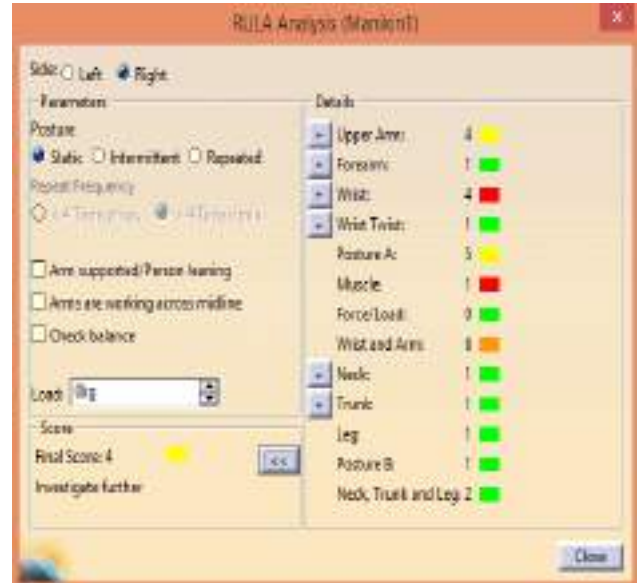 RULA Analysis (Manikin1)
Side: Left Right
Parameters
Posture
Static Intermittent Repeated
Repeat Frequency
Arm supported/Person leaning
Arms are working across midline
Check balance
Load:
Score
Final Score: 4
<<
Investigate further
Details
Upper Arm: 4
Forearm: 1
Wrist: 4
Wrist Twist: 1
Posture A: 5
Muscle: 1
Force/Load: 0
Wrist and Arm:
Neck: 1
Trunk: 1
Leg: 1
Posture B: 1
Neck, Trunk and Leg: 2
Close